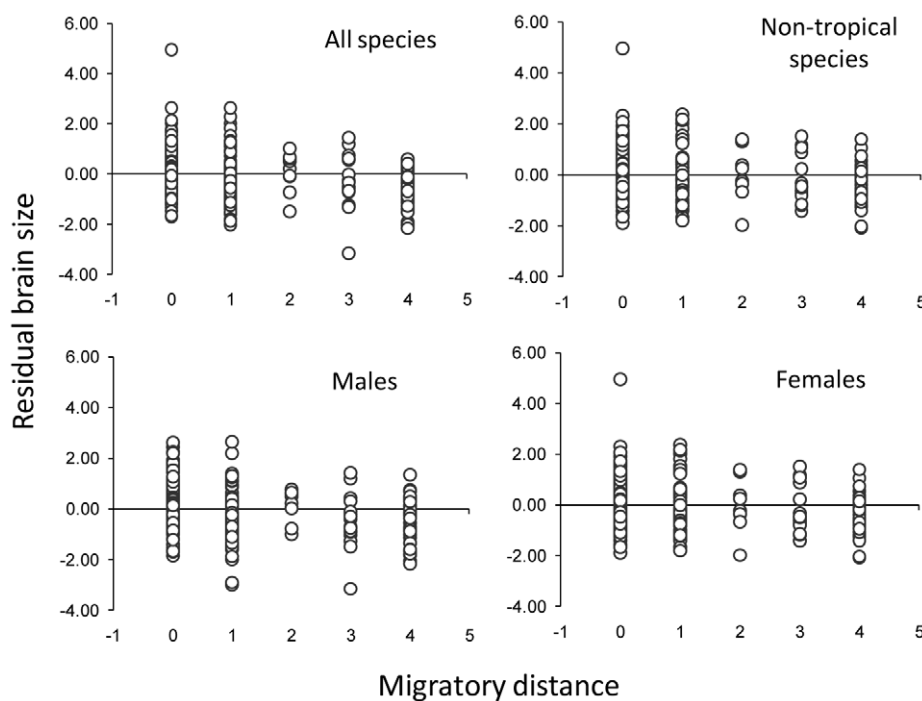 6.00
4.00
2.00
0.00
-2.00
-4.00
-1 0 1 2 3 4 5
All species
6.00
4.00
2.00
0.00
-2.00
-4.00
-1 0 1 2 3 4 5
Non-tropical
species
6.00
4.00
2.00
0.00
-2.00
-4.00
-1 0 1 2 3 4 5
Males
6.00
4.00
2.00
0.00
-2.00
-4.00
-1 0 1 2 3 4 5
Females
Residual brain size
Migratory distance